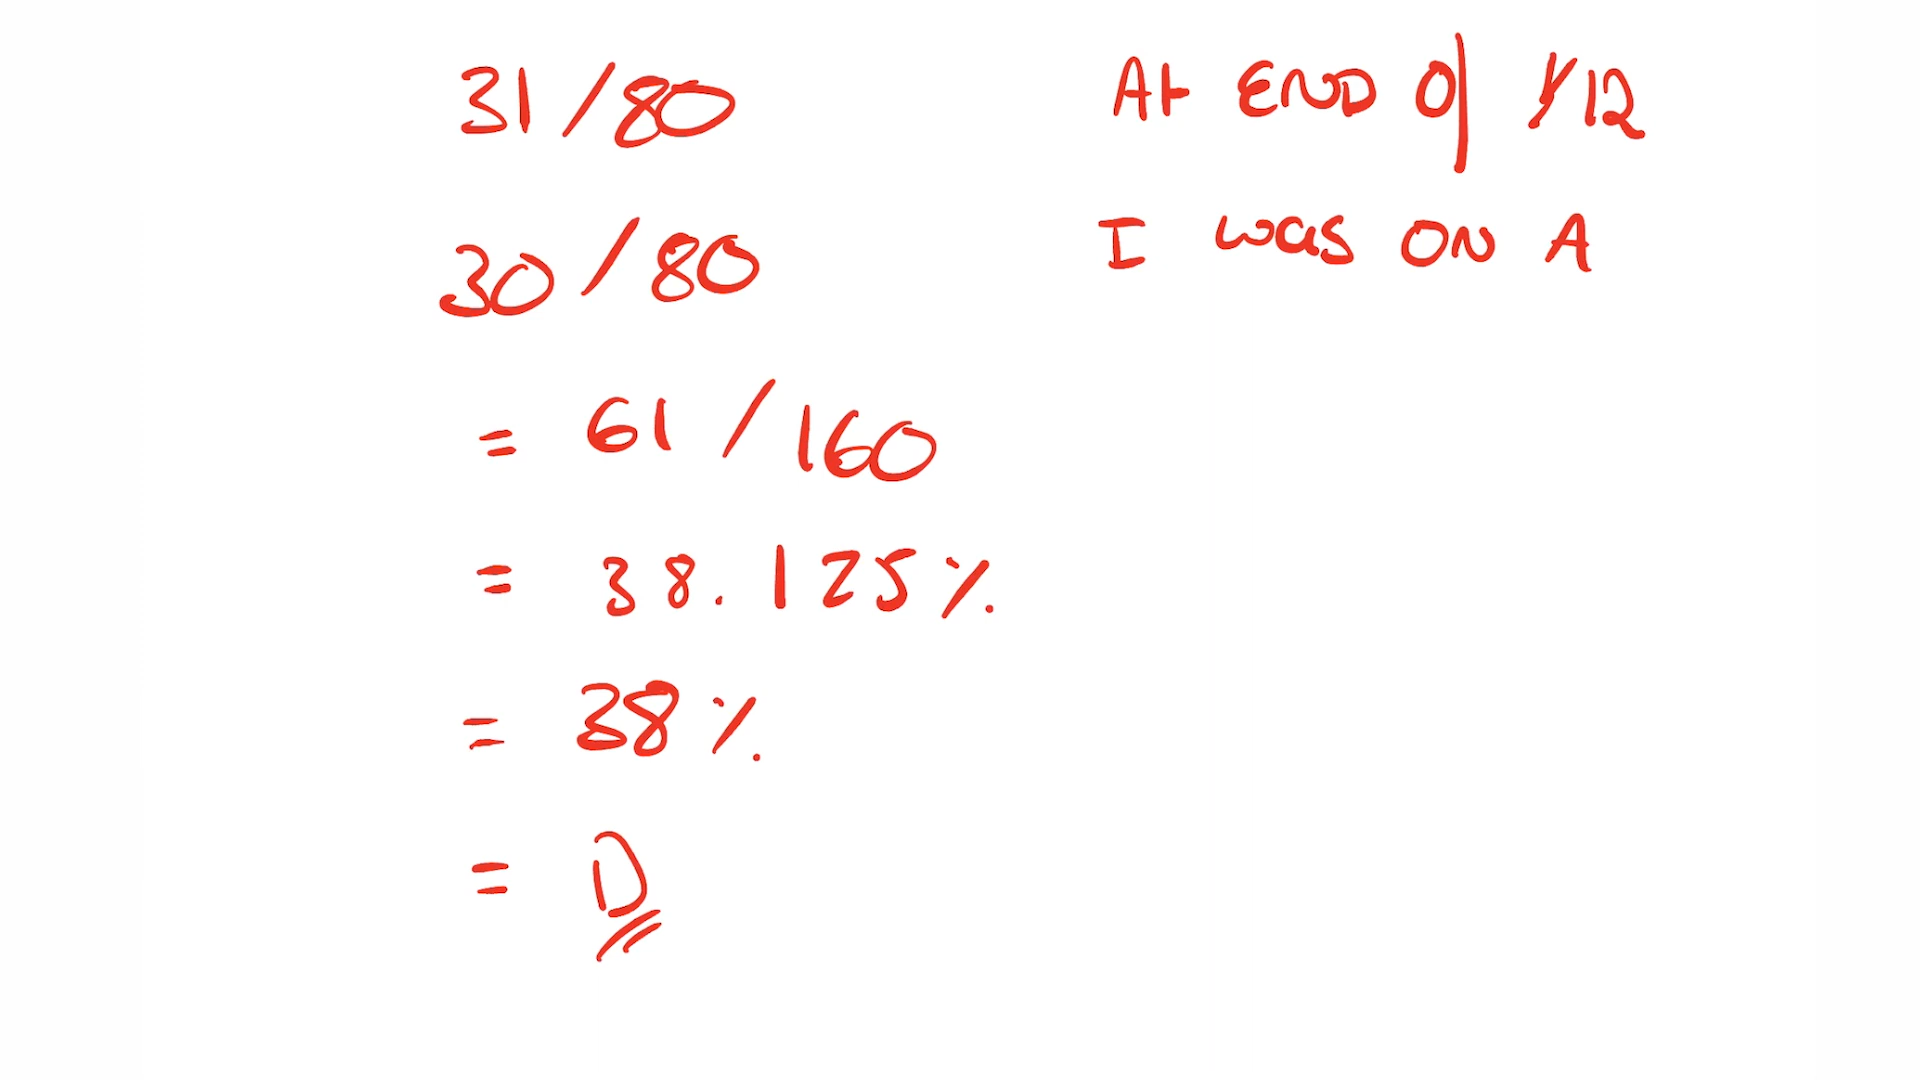 31/80
30/80
= 61/160
= 38.125%
= 38%
= D
At END of Y12
I was ON A